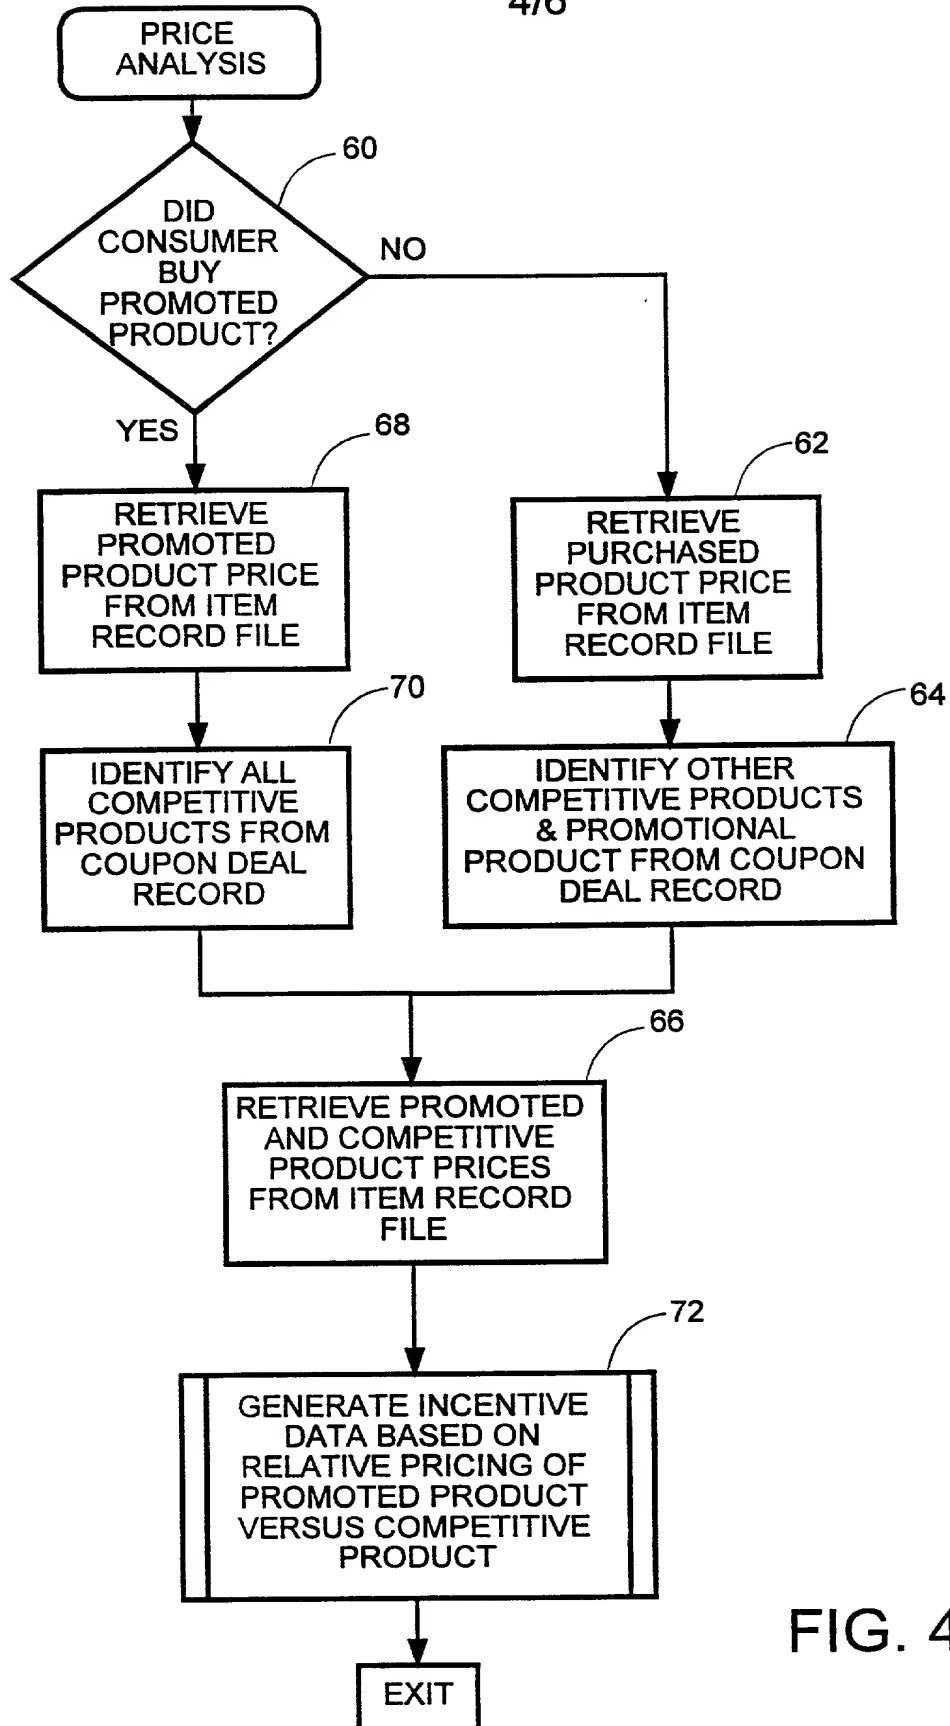 4/6
PRICE
ANALYSIS
60
DID
CONSUMER
BUY
PROMOTED
PRODUCT?
NO
YES
68
RETRIEVE
PROMOTED
PRODUCT PRICE
FROM ITEM
RECORD FILE
62
RETRIEVE
PURCHASED
PRODUCT PRICE
FROM ITEM
RECORD FILE
70
IDENTIFY ALL
COMPETITIVE
PRODUCTS FROM
COUPON DEAL
RECORD
64
IDENTIFY OTHER
COMPETITIVE PRODUCTS
& PROMOTIONAL
PRODUCT FROM COUPON
DEAL RECORD
66
RETRIEVE PROMOTED
AND COMPETITIVE
PRODUCT PRICES
FROM ITEM RECORD
FILE
72
GENERATE INCENTIVE
DATA BASED ON
RELATIVE PRICING OF
PROMOTED PRODUCT
VERSUS COMPETITIVE
PRODUCT
EXIT
FIG. 4